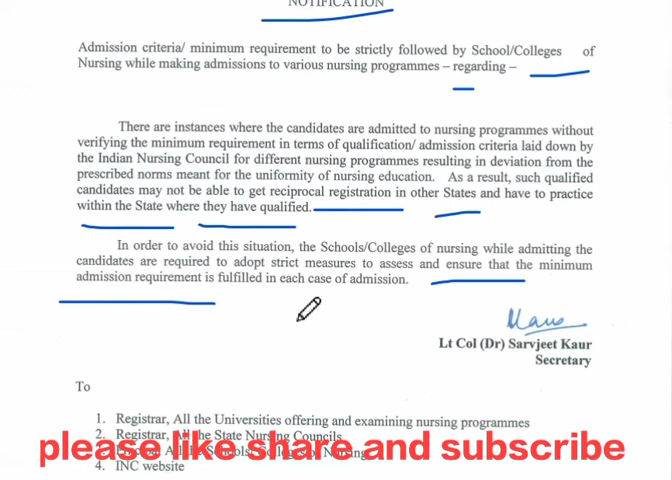 NOTIFICATION
Admission criteria/ minimum requirement to be strictly followed by School/Colleges of
Nursing while making admissions to various nursing programmes – regarding –
There are instances where the candidates are admitted to nursing programmes without
verifying the minimum requirement in terms of qualification/ admission criteria laid down by
the Indian Nursing Council for different nursing programmes resulting in deviation from the
prescribed norms meant for the uniformity of nursing education. As a result, such qualified
candidates may not be able to get reciprocal registration in other States and have to practice
within the State where they have qualified.
In order to avoid this situation, the Schools/Colleges of nursing while admitting the
candidates are required to adopt strict measures to assess and ensure that the minimum
admission requirement is fulfilled in each case of admission.
Lt Col (Dr) Sarvjeet Kaur
Secretary
To
1. Registrar, All the Universities offering and examining nursing programmes
2. Registrar, All the State Nursing Councils
please like share and subscribe
4. INC website